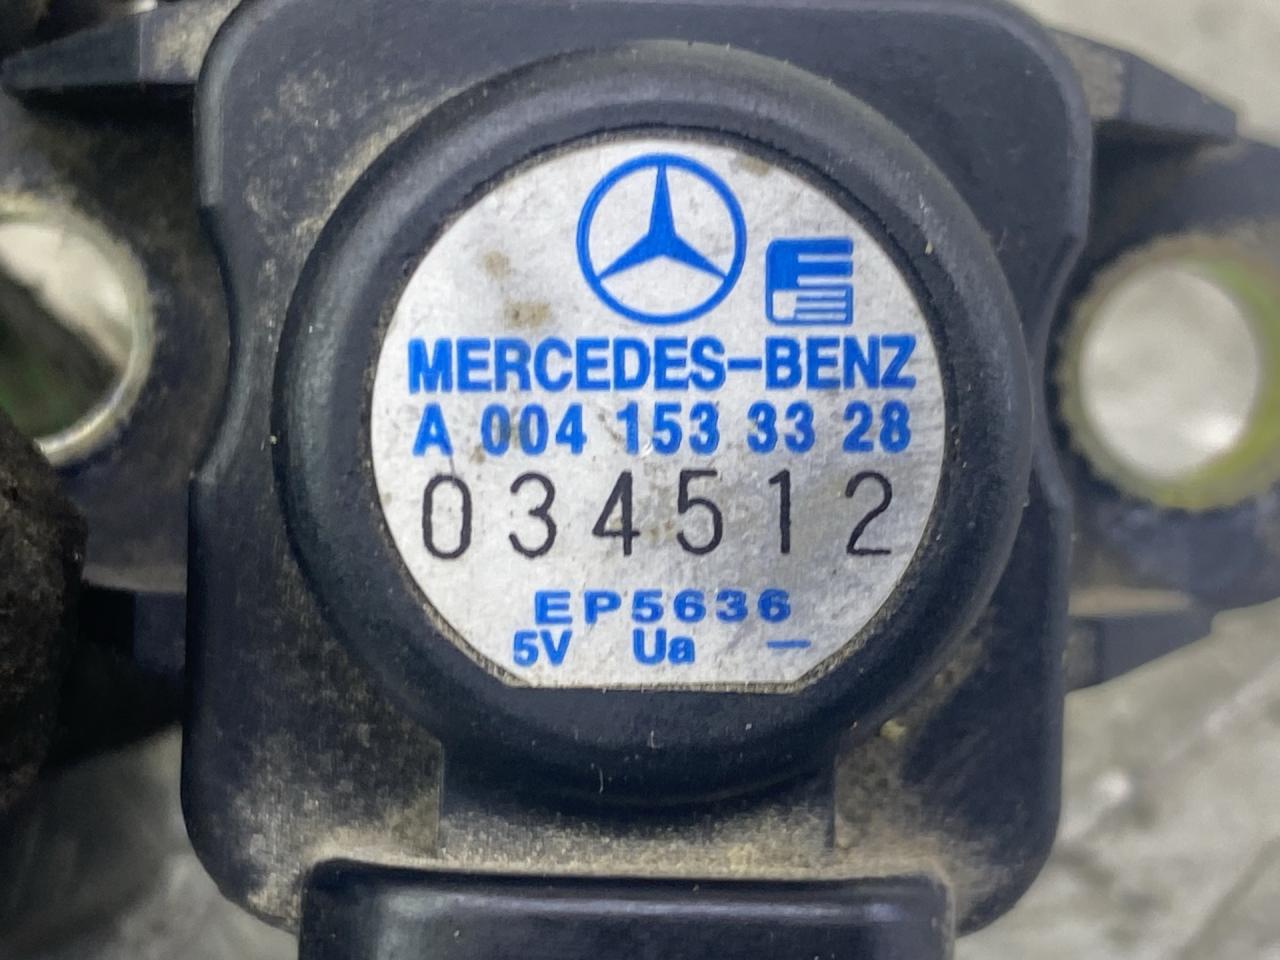 MERCEDES-BENZ
A 004 153 33 28
034512
EP5636
5V Ua –